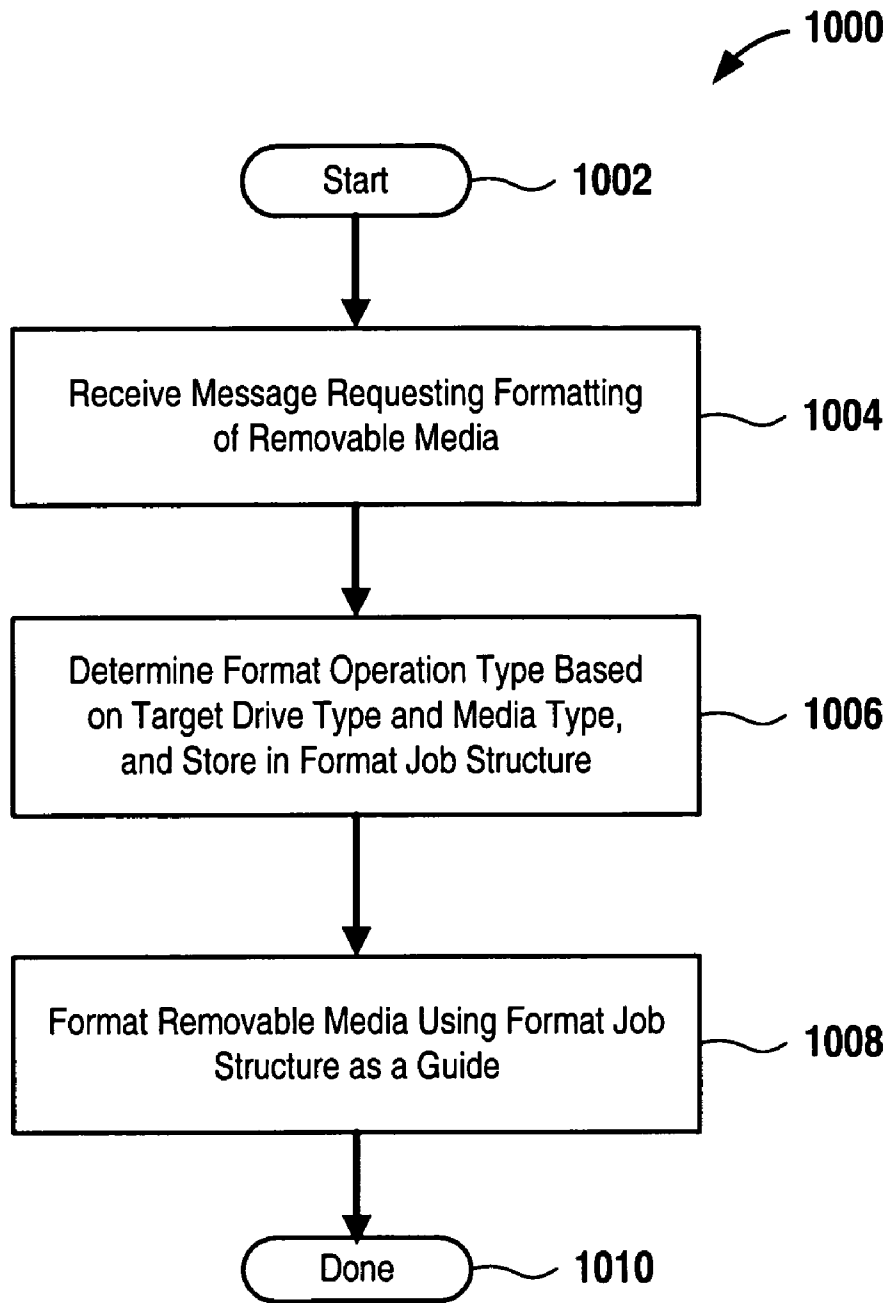 1000
Start
1002
Receive Message Requesting Formatting
of Removable Media
1004
Determine Format Operation Type Based
on Target Drive Type and Media Type,
and Store in Format Job Structure
1006
Format Removable Media Using Format Job
Structure as a Guide
1008
Done
1010